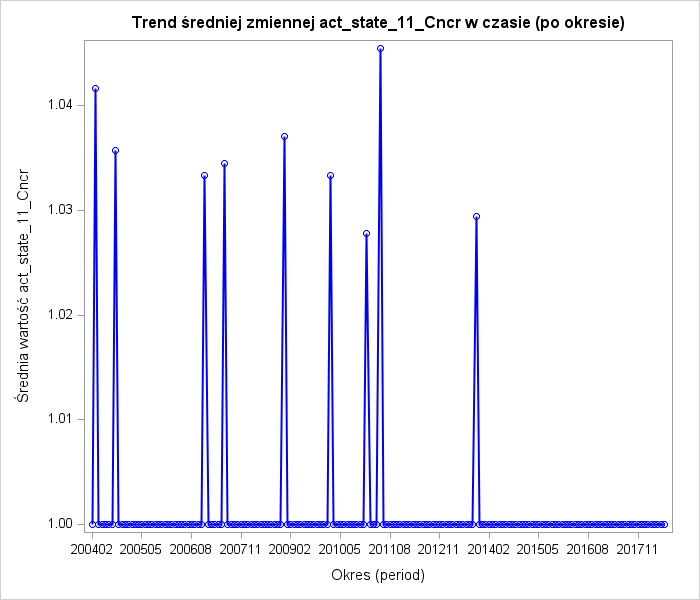 Trend średniej zmiennej act_state_11_Cncr w czasie (po okresie)
Średnia wartość act_state_11_Cncr
1.04
1.03
1.02
1.01
1.00
200402 200505 200608 200711 200902 201005 201108 201211 201402 201505 201608 201711
Okres (period)